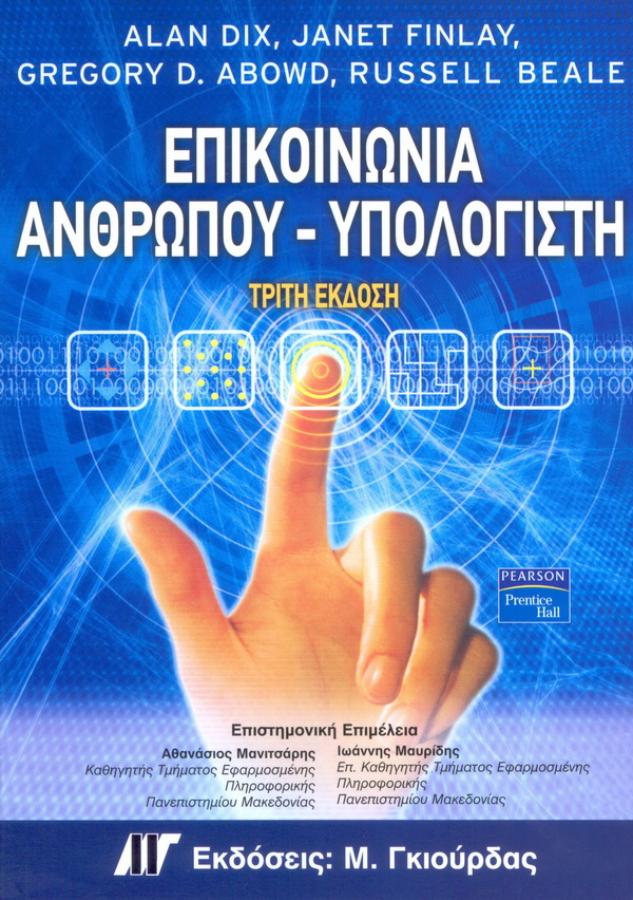 ALAN DIX, JANET FINLAY,
GREGORY D. ABOWD, RUSSELL BEALE
ΕΠΙΚΟΙΝΩΝΙΑ
ΑΝΘΡΩΠΟΥ - ΥΠΟΛΟΓΙΣΤΗ
ΤΡΙΤΗ ΕΚΔΟΣΗ
PEARSON
Prentice
Hall
Επιστημονική Επιμέλεια
Αθανάσιος Μανιτσάρης
Καθηγητής Τμήματος Εφαρμοσμένης
Πληροφορικής
Πανεπιστημίου Μακεδονίας
Ιωάννης Μαυρίδης
Επ. Καθηγητής Τμήματος Εφαρμοσμένης
Πληροφορικής
Πανεπιστημίου Μακεδονίας
Εκδόσεις: Μ. Γκιούρδας